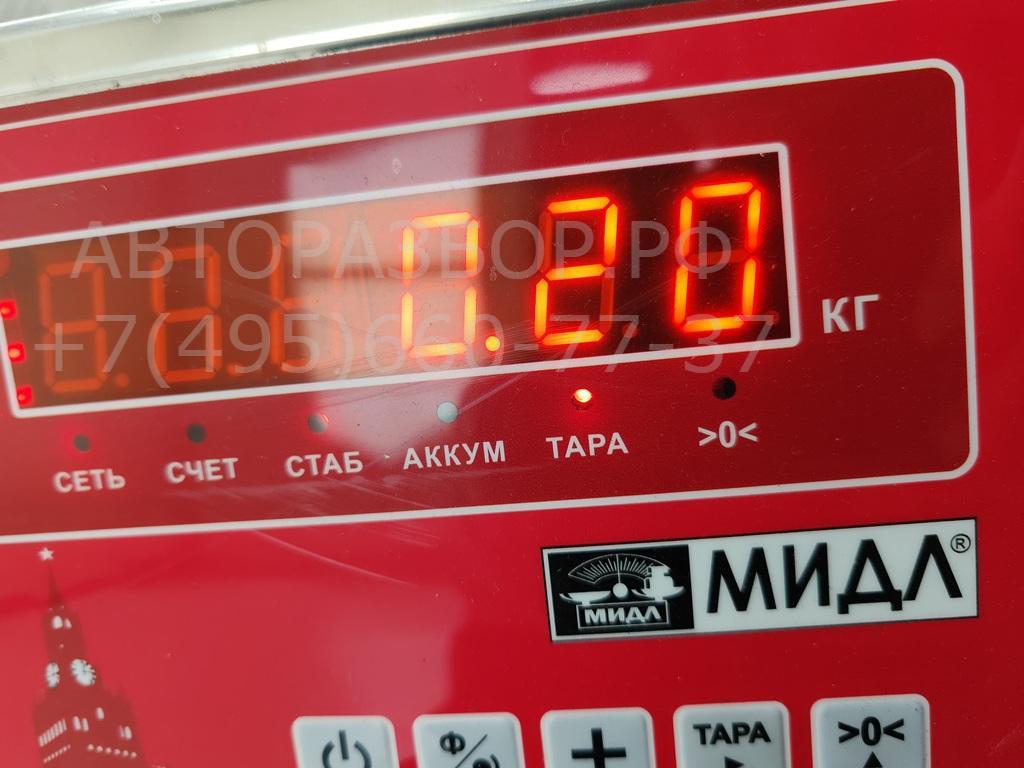 0.20
КГ
АВТОРАЗБОР.РФ
+7(495)660-77-37
СЕТЬ СЧЕТ СТАБ АККУМ ТАРА >0<
МИДЛ МИДЛ®
Ф ТАРА >0<